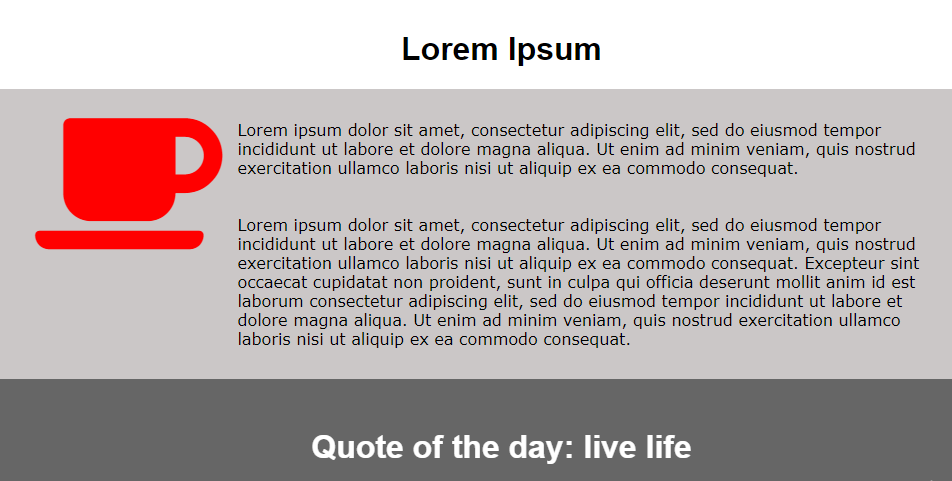 Lorem Ipsum
Lorem ipsum dolor sit amet, consectetur adipiscing elit, sed do eiusmod tempor
incididunt ut labore et dolore magna aliqua. Ut enim ad minim veniam, quis nostrud
exercitation ullamco laboris nisi ut aliquip ex ea commodo consequat.
Lorem ipsum dolor sit amet, consectetur adipiscing elit, sed do eiusmod tempor
incididunt ut labore et dolore magna aliqua. Ut enim ad minim veniam, quis nostrud
exercitation ullamco laboris nisi ut aliquip ex ea commodo consequat. Excepteur sint
occaecat cupidatat non proident, sunt in culpa qui officia deserunt mollit anim id est
laborum consectetur adipiscing elit, sed do eiusmod tempor incididunt ut labore et
dolore magna aliqua. Ut enim ad minim veniam, quis nostrud exercitation ullamco
laboris nisi ut aliquip ex ea commodo consequat.
Quote of the day: live life